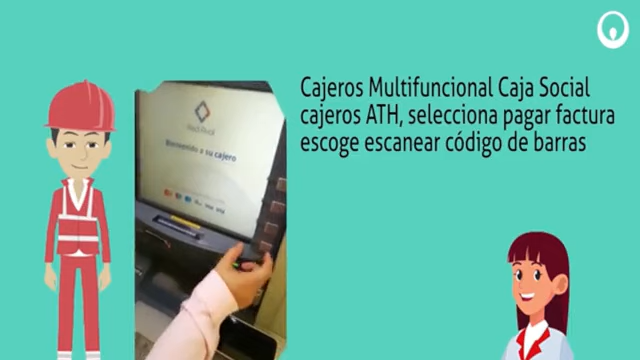 Cajeros Multifuncional Caja Social
cajeros ATH, selecciona pagar factura
escoge escanear código de barras
Bienvenido a su cajero